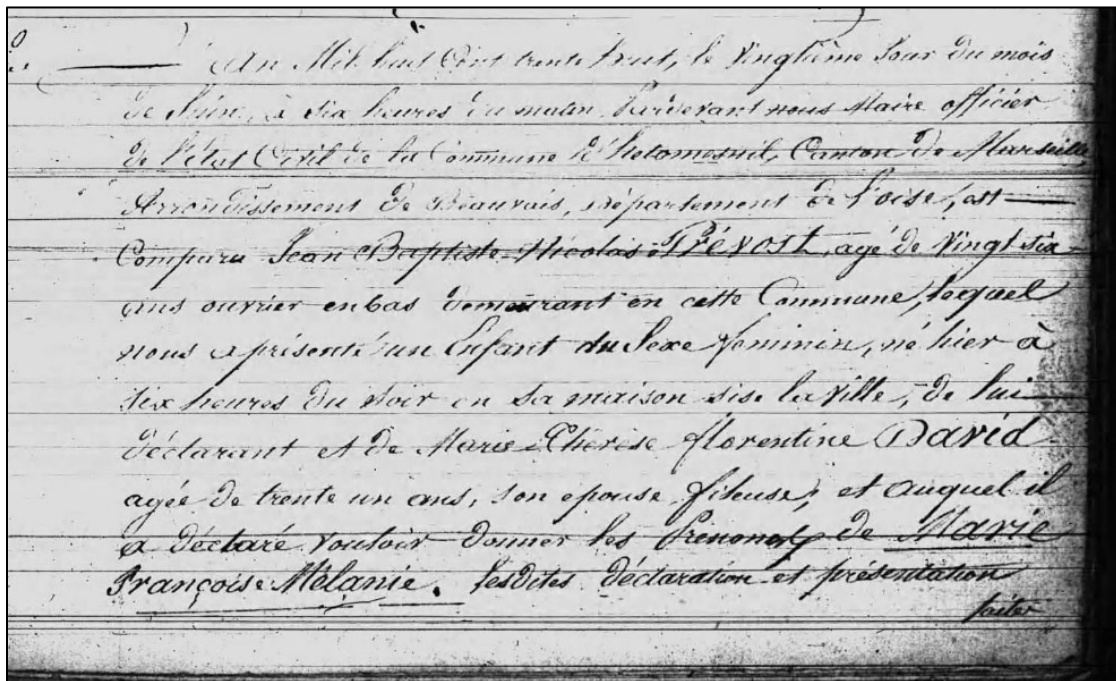 An Mil huit Cent trente huit, le Vingtième Jour du mois
de Juin, à six heures du matin. Pardevant nous Maire officier
de l'état Civil de la Commune d'hetomesnil, Canton de Marseille
Arrondissement de Beauvais, département de l'oise, est
Comparu Jean Baptiste Nicolas Prévost, agé de Vingt six
ans ouvrier en bas demeurant en cette Commune, lequel
nous a présenté un Enfant du Sexe féminin, né hier à
six heures du soir en sa maison sise la Ville, de lui
déclarant et de Marie Thérèse florentine David
agée de trente un ans, son epouse fileuse, et auquel il
a déclaré vouloir donner les Prénoms de Marie
Françoise Mélanie. Lesdites déclaration et présentation
faites